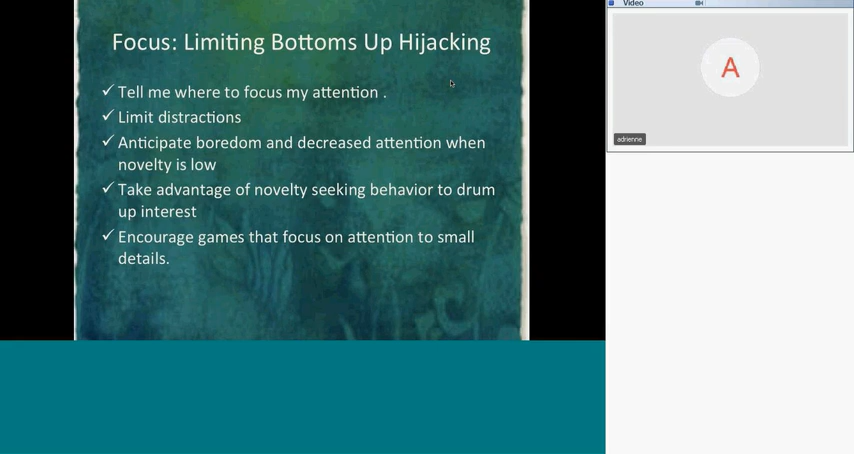 Video
Focus: Limiting Bottoms Up Hijacking
✓ Tell me where to focus my attention .
✓ Limit distractions
✓ Anticipate boredom and decreased attention when
novelty is low
✓ Take advantage of novelty seeking behavior to drum
up interest
✓ Encourage games that focus on attention to small
details.
A
adrienne